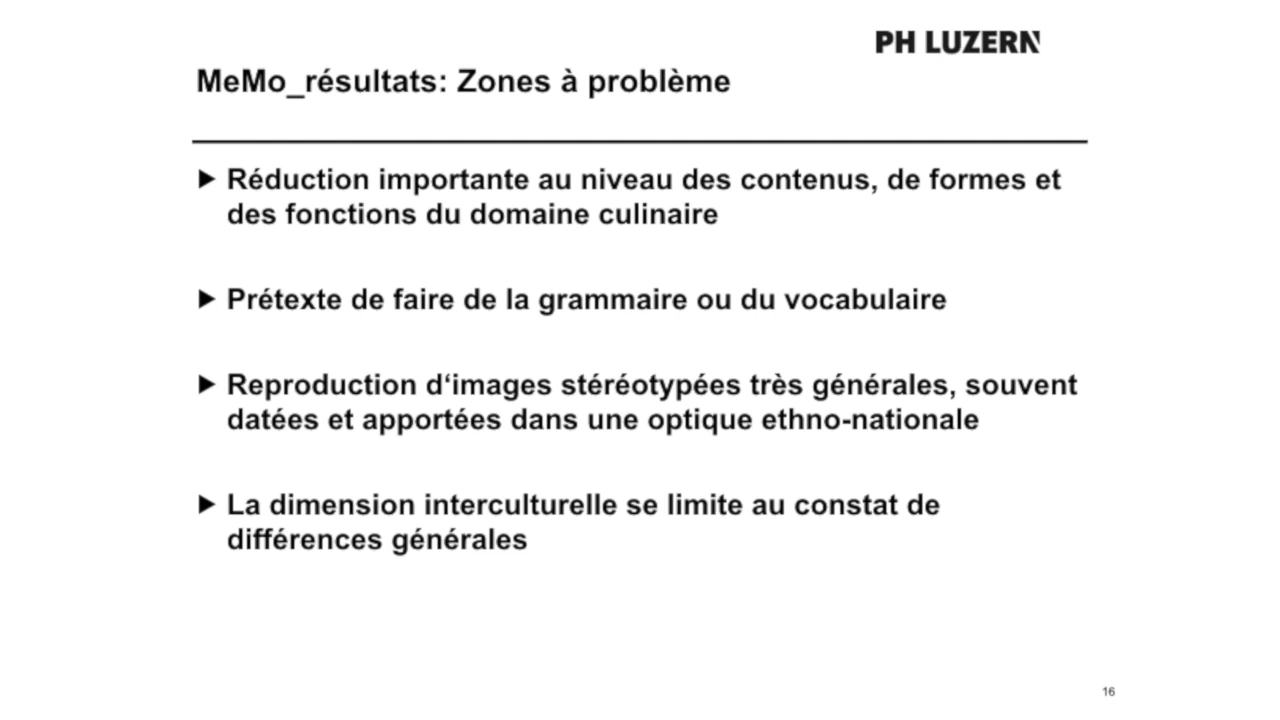 PH LUZERN
MeMo_résultats: Zones à problème
▶ Réduction importante au niveau des contenus, de formes et
des fonctions du domaine culinaire
▶ Prétexte de faire de la grammaire ou du vocabulaire
▶ Reproduction d‘images stéréotypées très générales, souvent
datées et apportées dans une optique ethno-nationale
▶ La dimension interculturelle se limite au constat de
différences générales
16